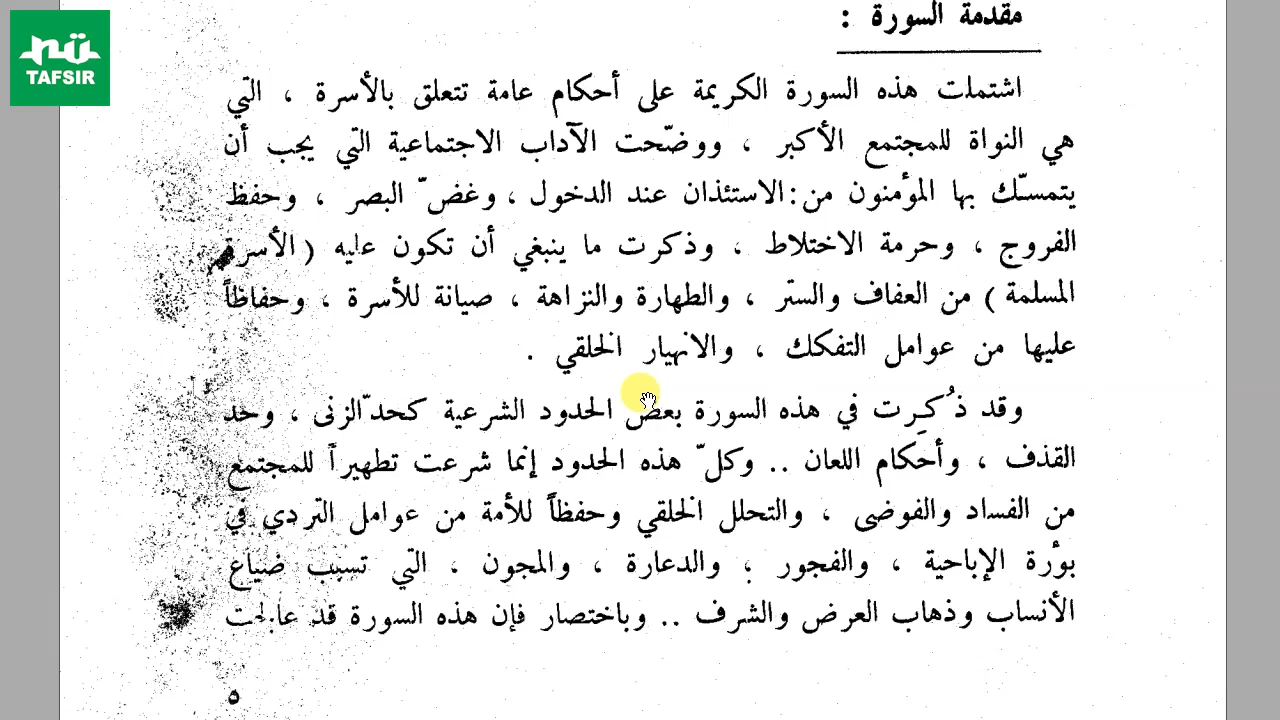 nü
TAFSIR
مقدمة السورة :
اشتملت هذه السورة الكريمة على أحكام عامة تتعلق بالأسرة ، التي
هي النواة للمجتمع الأكبر ، ووضّحت الآداب الاجتماعية التي يجب أن
يتمسّك بها المؤمنون من : الاستئذان عند الدخول ، وغضّ البصر ، وحفظ
الفروج ، وحرمة الاختلاط ، وذكرت ما ينبغي أن تكون عليه ( الأسرة
المسلمة ) من العفاف والستّر ، والطهارة والنزاهة ، صيانة للأسرة ، وحفاظاً
عليها من عوامل التفكك ، والانهيار الخلقي .
وقد ذُكِرت في هذه السورة بعض الحدود الشرعية كحدّ الزنى ، وحد
القذف ، وأحكام اللعان .. وكلّ هذه الحدود إنما شرعت تطهيراً للمجتمع
من الفساد والفوضى ، والتحلل الخلقي وحفظاً للأمة من عوامل التردي في
بؤرة الإباحية ، والفجور ؛ والدعارة ، والمجون ، التي تسبب ضياع
الأنساب وذهاب العرض والشرف .. وباختصار فإن هذه السورة قد عالجت
٥